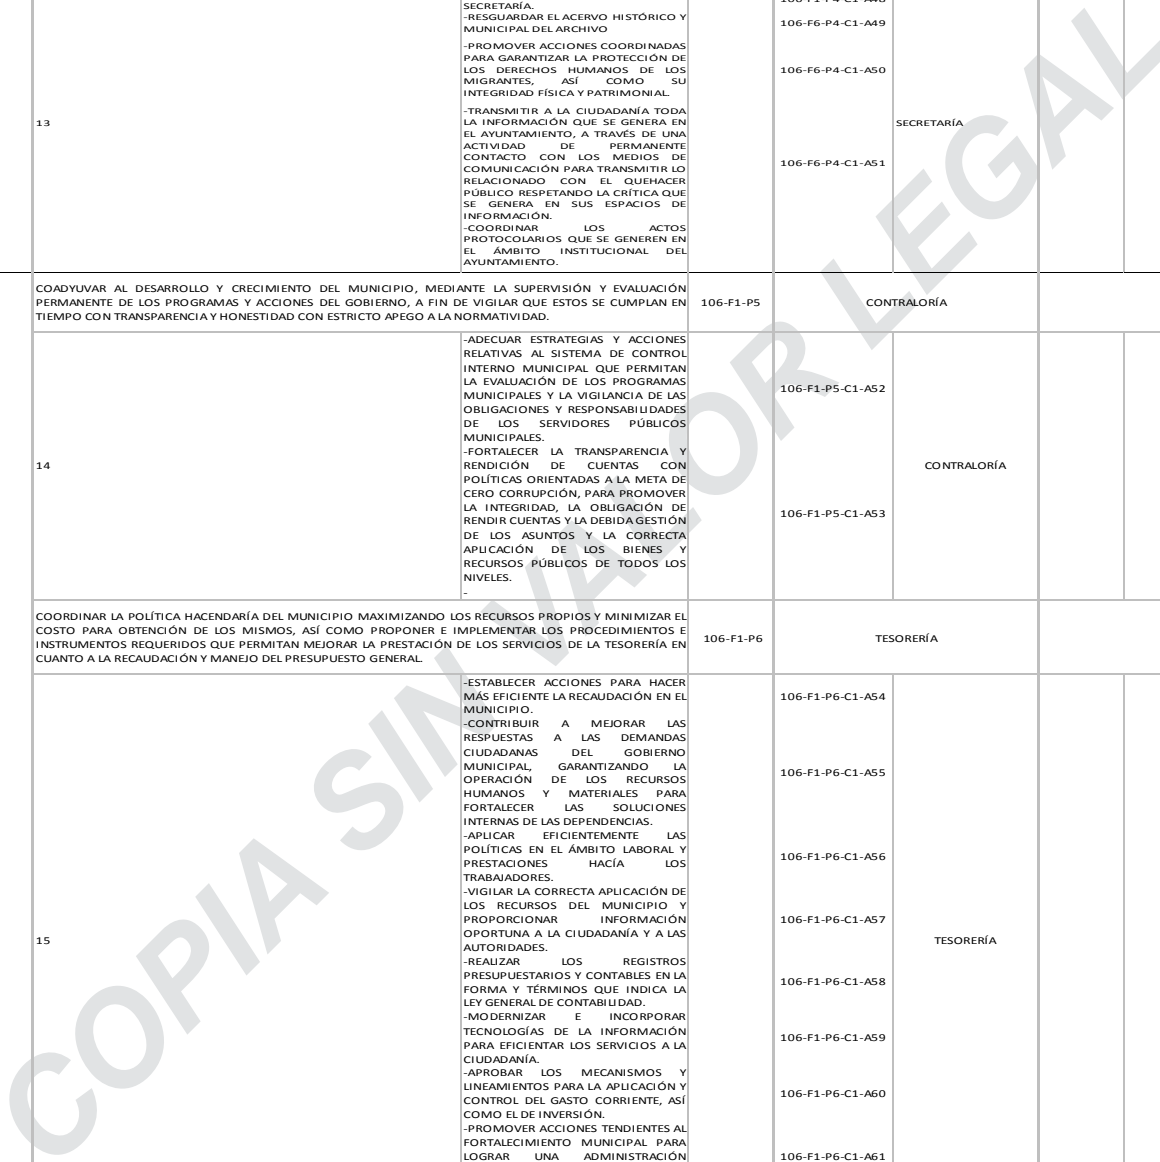 SECRETARÍA.
-RESGUARDAR EL ACERVO HISTÓRICO Y
MUNICIPAL DEL ARCHIVO
106-F6-P4-C1-A49
-PROMOVER ACCIONES COORDINADAS
PARA GARANTIZAR LA PROTECCIÓN DE
LOS DERECHOS HUMANOS DE LOS
MIGRANTES, ASÍ COMO SU
INTEGRIDAD FÍSICA Y PATRIMONIAL.
106-F6-P4-C1-A50
13
-TRANSMITIR A LA CIUDADANÍA TODA
LA INFORMACIÓN QUE SE GENERA EN
EL AYUNTAMIENTO, A TRAVÉS DE UNA
ACTIVIDAD DE PERMANENTE
CONTACTO CON LOS MEDIOS DE
COMUNICACIÓN PARA TRANSMITIR LO
RELACIONADO CON EL QUEHACER
PÚBLICO RESPETANDO LA CRÍTICA QUE
SE GENERA EN SUS ESPACIOS DE
INFORMACIÓN.
106-F6-P4-C1-A51
SECRETARÍA
-COORDINAR LOS ACTOS
PROTOCOLARIOS QUE SE GENEREN EN
EL ÁMBITO INSTITUCIONAL DEL
AYUNTAMIENTO.
COADYUVAR AL DESARROLLO Y CRECIMIENTO DEL MUNICIPIO, MEDIANTE LA SUPERVISIÓN Y EVALUACIÓN
PERMANENTE DE LOS PROGRAMAS Y ACCIONES DEL GOBIERNO, A FIN DE VIGILAR QUE ESTOS SE CUMPLAN EN
TIEMPO CON TRANSPARENCIA Y HONESTIDAD CON ESTRICTO APEGO A LA NORMATIVIDAD.
106-F1-P5
CONTRALORÍA
14
-ADECUAR ESTRATEGIAS Y ACCIONES
RELATIVAS AL SISTEMA DE CONTROL
INTERNO MUNICIPAL QUE PERMITAN
LA EVALUACIÓN DE LOS PROGRAMAS
MUNICIPALES Y LA VIGILANCIA DE LAS
OBLIGACIONES Y RESPONSABILIDADES
DE LOS SERVIDORES PÚBLICOS
MUNICIPALES.
106-F1-P5-C1-A52
-FORTALECER LA TRANSPARENCIA Y
RENDICIÓN DE CUENTAS CON
POLÍTICAS ORIENTADAS A LA META DE
CERO CORRUPCIÓN, PARA PROMOVER
LA INTEGRIDAD, LA OBLIGACIÓN DE
RENDIR CUENTAS Y LA DEBIDA GESTIÓN
DE LOS ASUNTOS Y LA CORRECTA
APLICACIÓN DE LOS BIENES Y
RECURSOS PÚBLICOS DE TODOS LOS
NIVELES.
-
106-F1-P5-C1-A53
CONTRALORÍA
COORDINAR LA POLÍTICA HACENDARÍA DEL MUNICIPIO MAXIMIZANDO LOS RECURSOS PROPIOS Y MINIMIZAR EL
COSTO PARA OBTENCIÓN DE LOS MISMOS, ASÍ COMO PROPONER E IMPLEMENTAR LOS PROCEDIMIENTOS E
INSTRUMENTOS REQUERIDOS QUE PERMITAN MEJORAR LA PRESTACIÓN DE LOS SERVICIOS DE LA TESORERÍA EN
CUANTO A LA RECAUDACIÓN Y MANEJO DEL PRESUPUESTO GENERAL.
106-F1-P6
TESORERÍA
15
-ESTABLECER ACCIONES PARA HACER
MÁS EFICIENTE LA RECAUDACIÓN EN EL
MUNICIPIO.
106-F1-P6-C1-A54
-CONTRIBUIR A MEJORAR LAS
RESPUESTAS A LAS DEMANDAS
CIUDADANAS DEL GOBIERNO
MUNICIPAL, GARANTIZANDO LA
OPERACIÓN DE LOS RECURSOS
HUMANOS Y MATERIALES PARA
FORTALECER LAS SOLUCIONES
INTERNAS DE LAS DEPENDENCIAS.
106-F1-P6-C1-A55
-APLICAR EFICIENTEMENTE LAS
POLÍTICAS EN EL ÁMBITO LABORAL Y
PRESTACIONES HACÍA LOS
TRABAJADORES.
106-F1-P6-C1-A56
-VIGILAR LA CORRECTA APLICACIÓN DE
LOS RECURSOS DEL MUNICIPIO Y
PROPORCIONAR INFORMACIÓN
OPORTUNA A LA CIUDADANÍA Y A LAS
AUTORIDADES.
106-F1-P6-C1-A57
TESORERÍA
-REALIZAR LOS REGISTROS
PRESUPUESTARIOS Y CONTABLES EN LA
FORMA Y TÉRMINOS QUE INDICA LA
LEY GENERAL DE CONTABILIDAD.
106-F1-P6-C1-A58
-MODERNIZAR E INCORPORAR
TECNOLOGÍAS DE LA INFORMACIÓN
PARA EFICIENTAR LOS SERVICIOS A LA
CIUDADANÍA.
106-F1-P6-C1-A59
-APROBAR LOS MECANISMOS Y
LINEAMIENTOS PARA LA APLICACIÓN Y
CONTROL DEL GASTO CORRIENTE, ASÍ
COMO EL DE INVERSIÓN.
106-F1-P6-C1-A60
-PROMOVER ACCIONES TENDIENTES AL
FORTALECIMIENTO MUNICIPAL PARA
LOGRAR UNA ADMINISTRACIÓN
106-F1-P6-C1-A61
COPIA SIN VALOR LEGAL